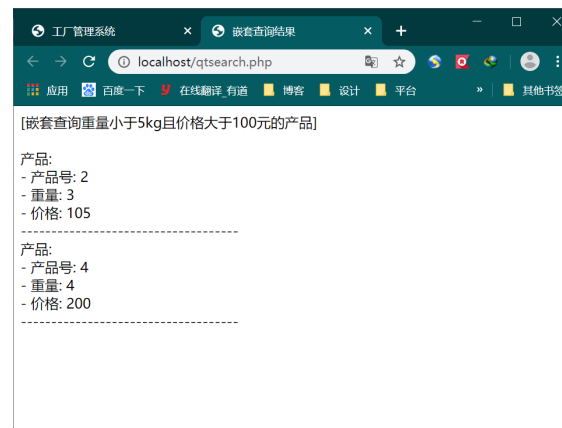 工厂管理系统
嵌套查询结果
localhost/qtsearch.php
应用 百度一下 在线翻译_有道 博客 设计 平台 » 其他书签
[嵌套查询重量小于5kg且价格大于100元的产品]
产品:
- 产品号: 2
- 重量: 3
- 价格: 105
-----------------------------------
产品:
- 产品号: 4
- 重量: 4
- 价格: 200
-----------------------------------